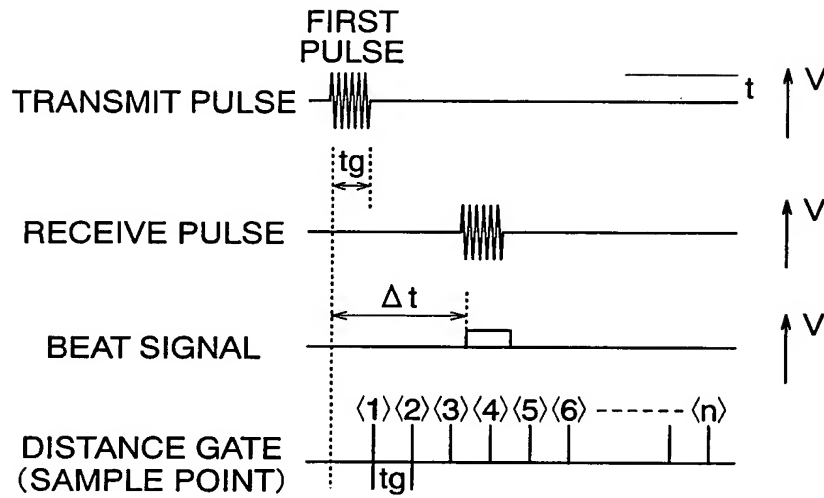 FIRST
PULSE
TRANSMIT PULSE
t
V
tg
RECEIVE PULSE
V
Δt
BEAT SIGNAL
V
⟨1⟩ ⟨2⟩ ⟨3⟩ ⟨4⟩ ⟨5⟩ ⟨6⟩ ------- ⟨n⟩
DISTANCE GATE
(SAMPLE POINT)
tg